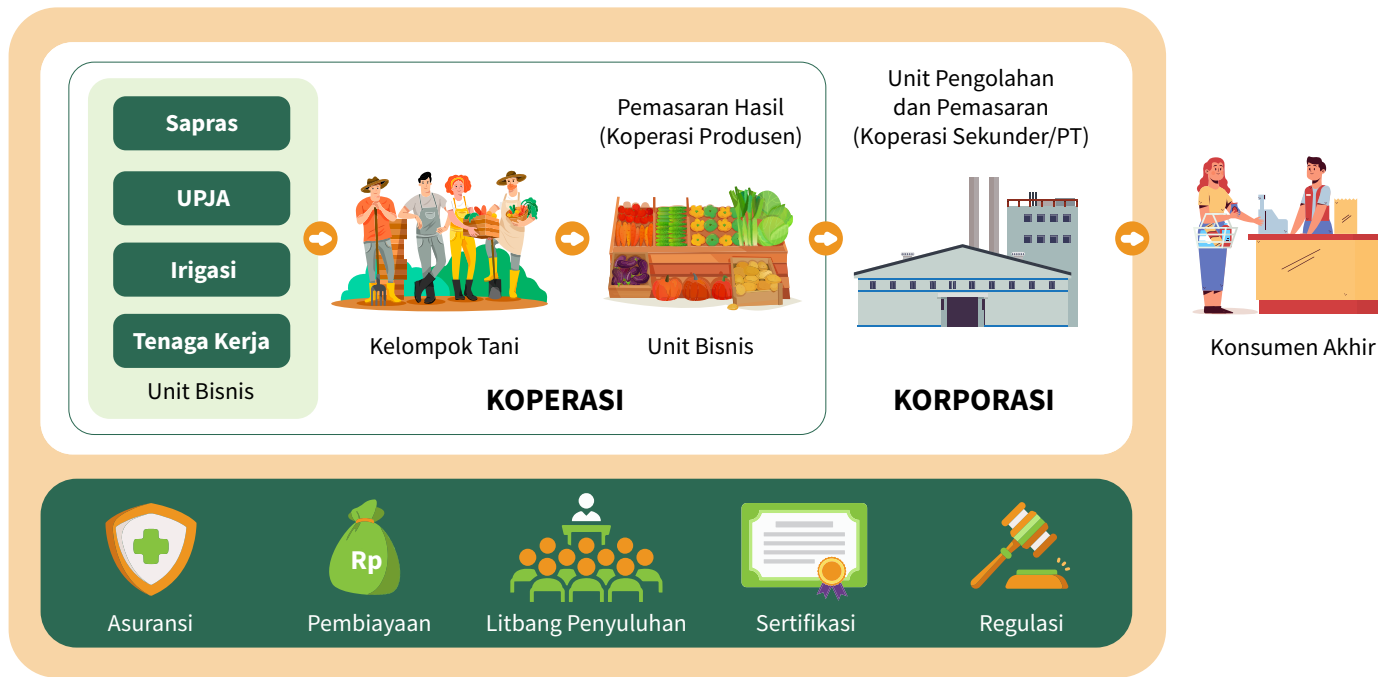 Sapras
UPJA
Irigasi
Tenaga Kerja
Unit Bisnis
Kelompok Tani
Pemasaran Hasil
(Koperasi Produsen)
Unit Bisnis
KOPERASI
Unit Pengolahan
dan Pemasaran
(Koperasi Sekunder/PT)
KORPORASI
Konsumen Akhir
Asuransi
Rp
Pembiayaan
Litbang Penyuluhan
Sertifikasi
Regulasi